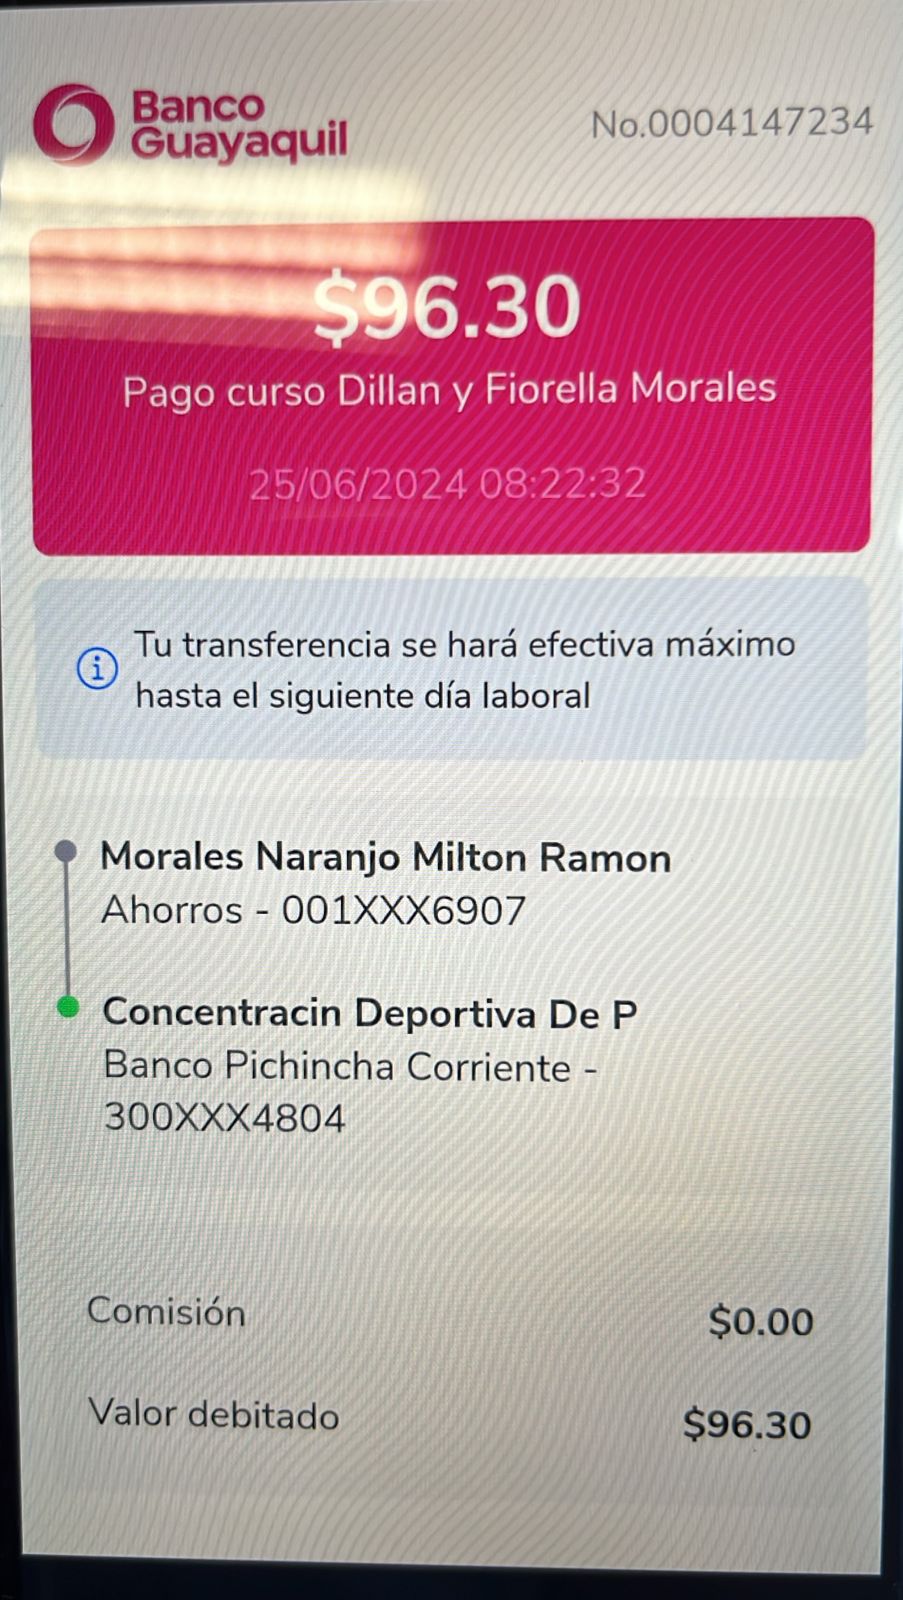 Banco
Guayaquil
No.0004147234
$96.30
Pago curso Dillan y Fiorella Morales
25/06/2024 08:22:32
Tu transferencia se hará efectiva máximo
hasta el siguiente día laboral
Morales Naranjo Milton Ramon
Ahorros - 001XXX6907
Concentracin Deportiva De P
Banco Pichincha Corriente -
300XXX4804
Comisión $0.00
Valor debitado $96.30